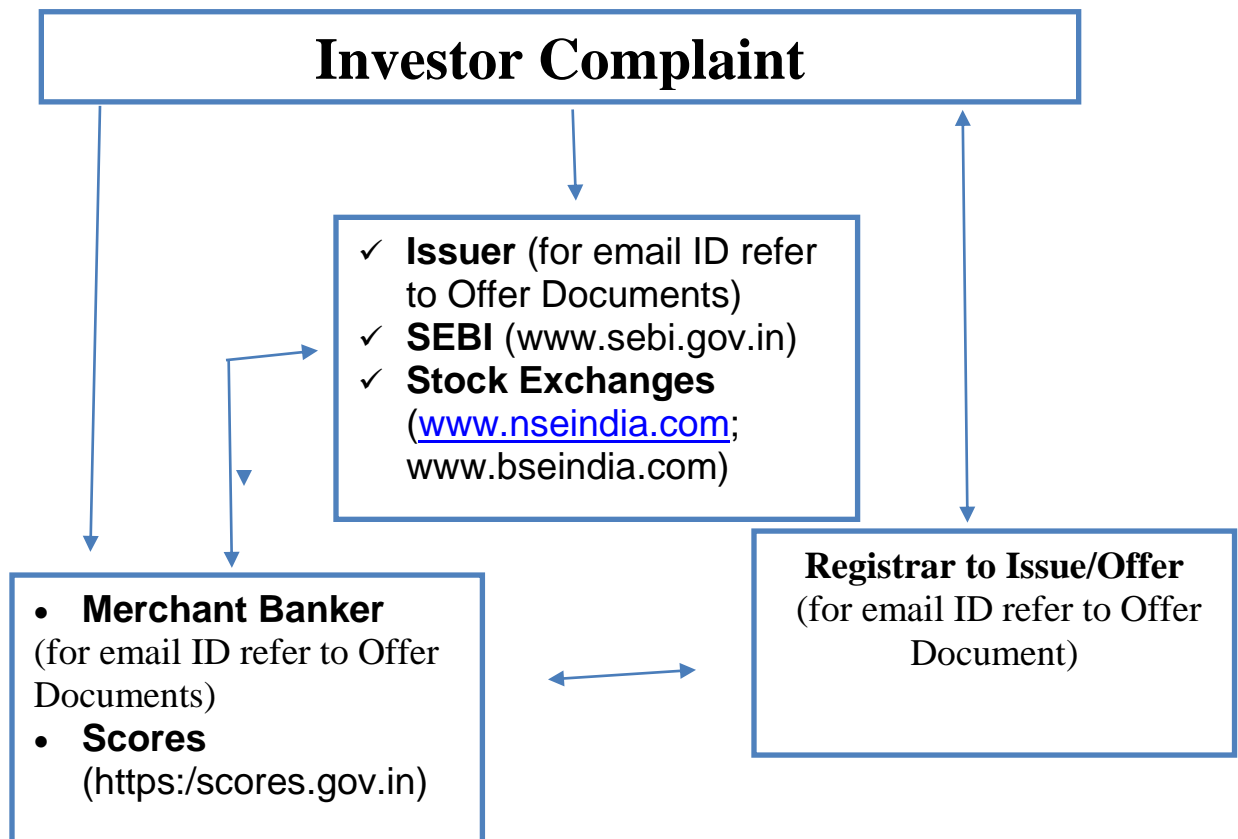 Investor Complaint
✓ Issuer (for email ID refer
to Offer Documents)
✓ SEBI (www.sebi.gov.in)
✓ Stock Exchanges
(www.nseindia.com;
www.bseindia.com)
• Merchant Banker
(for email ID refer to Offer
Documents)
• Scores
(https:/scores.gov.in)
Registrar to Issue/Offer
(for email ID refer to Offer
Document)